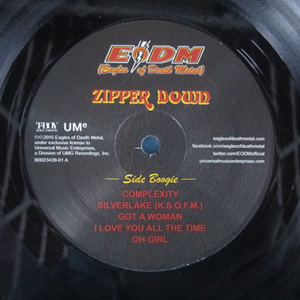 EODM
(Eagles of Death Metal)
ZIPPER DOWN
UMe
©2015 Eagles of Death Metal,
under exclusive license to
Universal Music Enterprises,
a Division of UMG Recordings, Inc.
B0023439-01 A
eaglesofdeathmetal.com
facebook.com/eaglesofdeathmetal
twitter.com/EODMofficial
universalmusicenterprises.com
Side Boogie
COMPLEXITY
SILVERLAKE (K.S.O.F.M.)
GOT A WOMAN
I LOVE YOU ALL THE TIME
OH GIRL